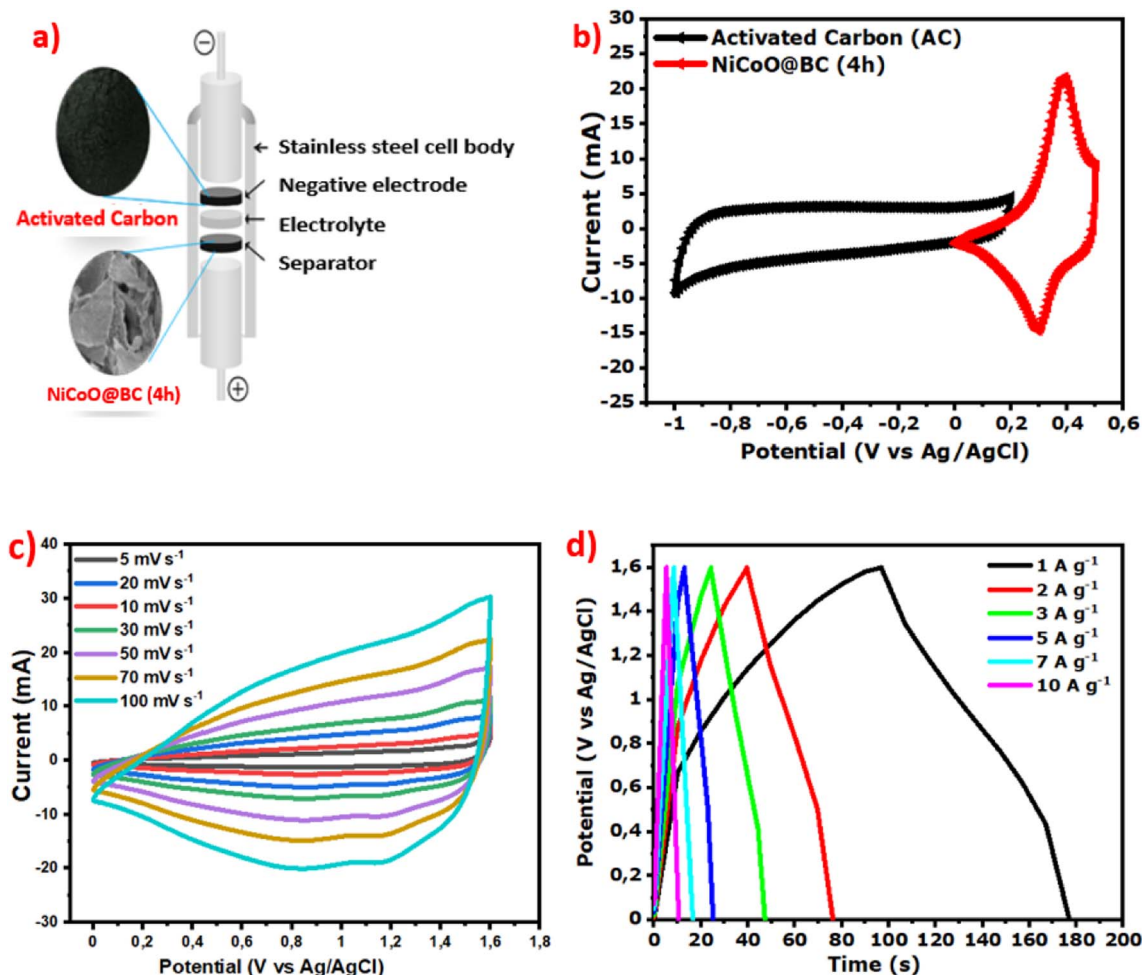 a)
⊖
Stainless steel cell body
Negative electrode
Activated Carbon
Electrolyte
Separator
NiCoO@BC (4h)
⊕
b)
Activated Carbon (AC)
NiCoO@BC (4h)
Current (mA)
30
25
20
15
10
5
0
-5
-10
-15
-20
-25
-1 -0,8 -0,6 -0,4 -0,2 0 0,2 0,4 0,6
Potential (V vs Ag/AgCl)
c)
5 mV s⁻¹
20 mV s⁻¹
10 mV s⁻¹
30 mV s⁻¹
50 mV s⁻¹
70 mV s⁻¹
100 mV s⁻¹
Current (mA)
40
30
20
10
0
-10
-20
-30
0 0,2 0,4 0,6 0,8 1 1,2 1,4 1,6 1,8
Potential (V vs Ag/AgCl)
d)
1 A g⁻¹
2 A g⁻¹
3 A g⁻¹
5 A g⁻¹
7 A g⁻¹
10 A g⁻¹
Potential (V vs Ag/AgCl)
1,6
1,4
1,2
1
0,8
0,6
0,4
0,2
0
0 20 40 60 80 100 120 140 160 180 200
Time (s)